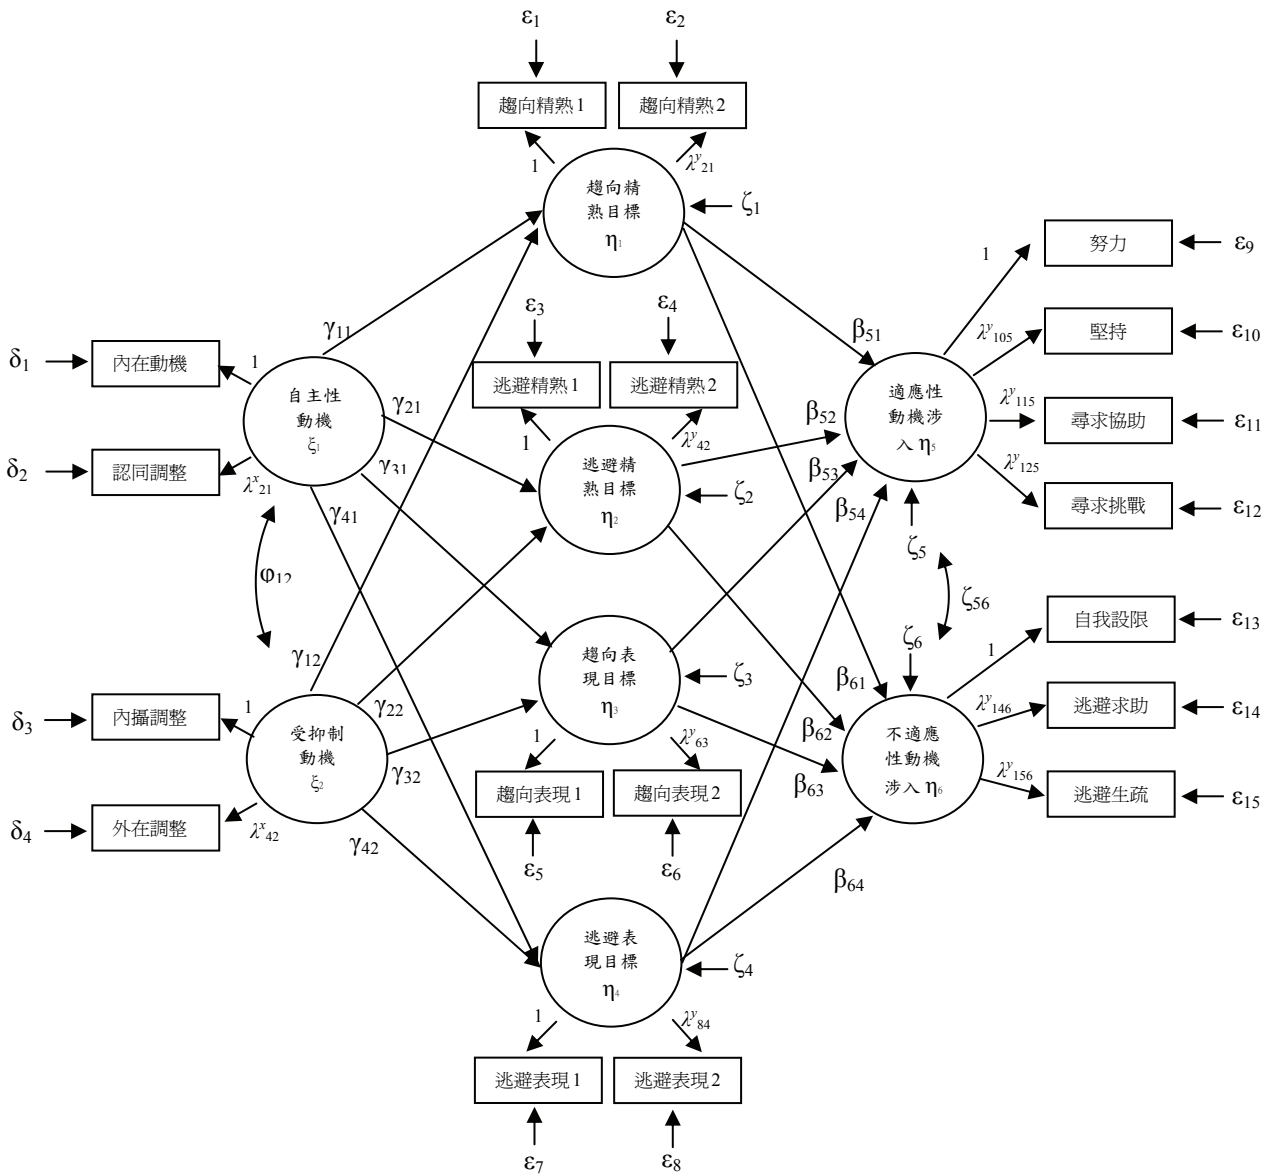 ε1
ε2
趨向精熟 1
趨向精熟 2
1
λy21
趨向精
熟目標
η1
ζ1
ε3
ε4
逃避精熟 1
逃避精熟 2
1
λy42
逃避精
熟目標
η2
ζ2
趨向表
現目標
η3
ζ3
1
λy63
趨向表現 1
趨向表現 2
ε5
ε6
逃避表
現目標
η4
ζ4
1
λy84
逃避表現 1
逃避表現 2
ε7
ε8
δ1
內在動機
1
自主性
動機
ξ1
δ2
認同調整
λx21
φ12
δ3
內攝調整
1
受抑制
動機
ξ2
δ4
外在調整
λx42
γ11
γ21
γ31
γ41
γ12
γ22
γ32
γ42
β51
β52
β53
β54
β61
β62
β63
β64
適應性
動機涉
入 η5
ζ5
ζ56
ζ6
不適應
性動機
涉入 η6
1
努力
ε9
λy105
堅持
ε10
λy115
尋求協助
ε11
λy125
尋求挑戰
ε12
1
自我設限
ε13
λy146
逃避求助
ε14
λy156
逃避生疏
ε15